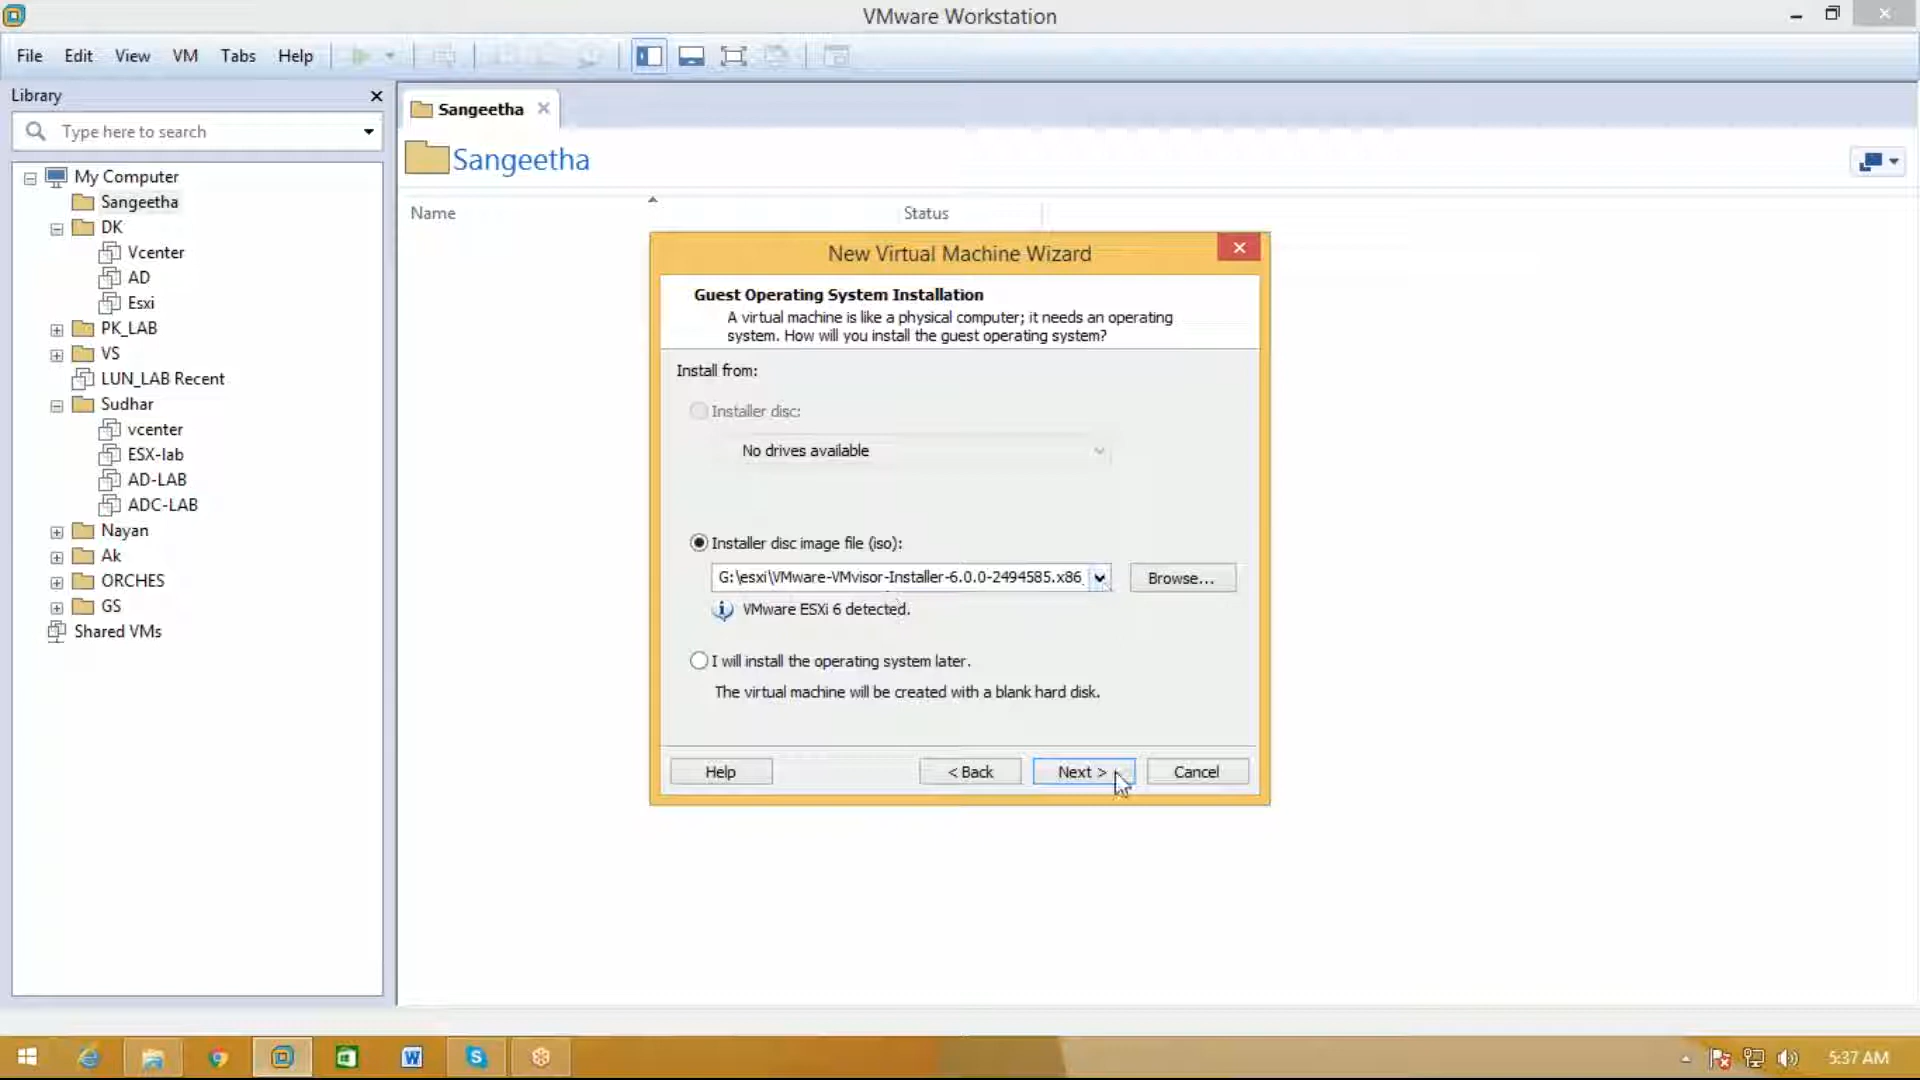 VMware Workstation
File Edit View VM Tabs Help
Library
Type here to search
My Computer
Sangeetha
DK
Vcenter
AD
Esxi
PK_LAB
VS
LUN_LAB Recent
Sudhar
vcenter
ESX-lab
AD-LAB
ADC-LAB
Nayan
Ak
ORCHES
GS
Shared VMs
Sangeetha
Sangeetha
Name Status
New Virtual Machine Wizard
Guest Operating System Installation
A virtual machine is like a physical computer; it needs an operating
system. How will you install the guest operating system?
Install from:
Installer disc:
No drives available
Installer disc image file (iso):
G:\esxi\VMware-VMvisor-Installer-6.0.0-2494585.x86_ Browse...
VMware ESXi 6 detected.
I will install the operating system later.
The virtual machine will be created with a blank hard disk.
Help < Back Next > Cancel
5:37 AM